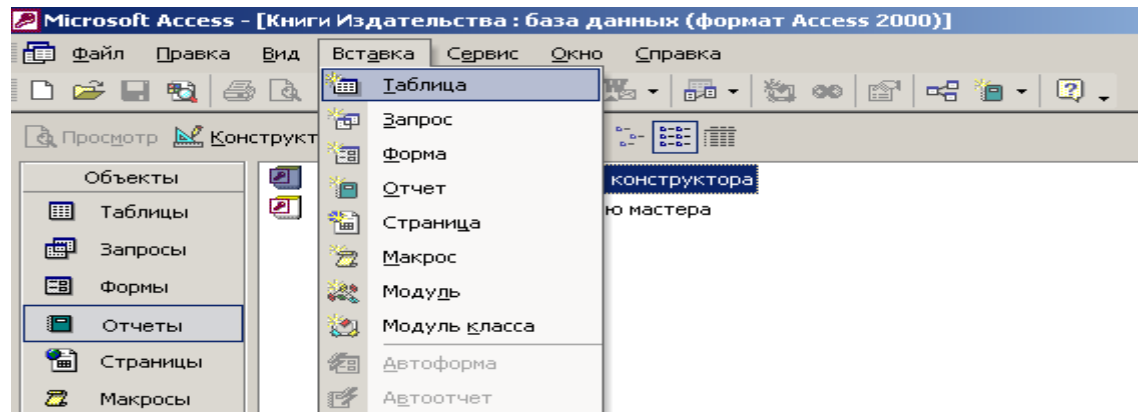 Microsoft Access - [Книги Издательства : база данных (формат Access 2000)]
Файл Правка Вид Вставка Сервис Окно Справка
Таблица
Запрос
Форма
Отчет
Страница
Макрос
Модуль
Модуль класса
Автоформа
Автоотчет
Просмотр Конструкт
конструктора
ю мастера
Объекты
Таблицы
Запросы
Формы
Отчеты
Страницы
Макросы